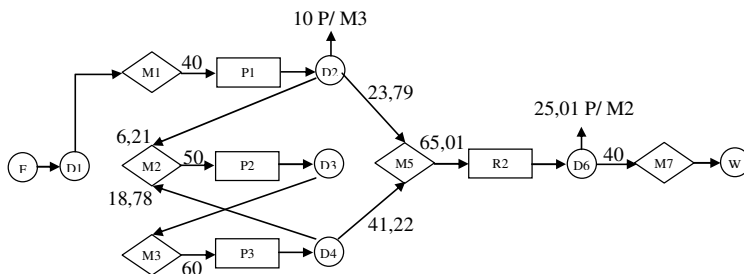 10 P/ M3
40
M1
P1
D2
23,79
25,01 P/ M2
6,21
65,01
F
D1
M2
50
P2
D3
M5
R2
D6
40
M7
W
18,78
41,22
M3
60
P3
D4